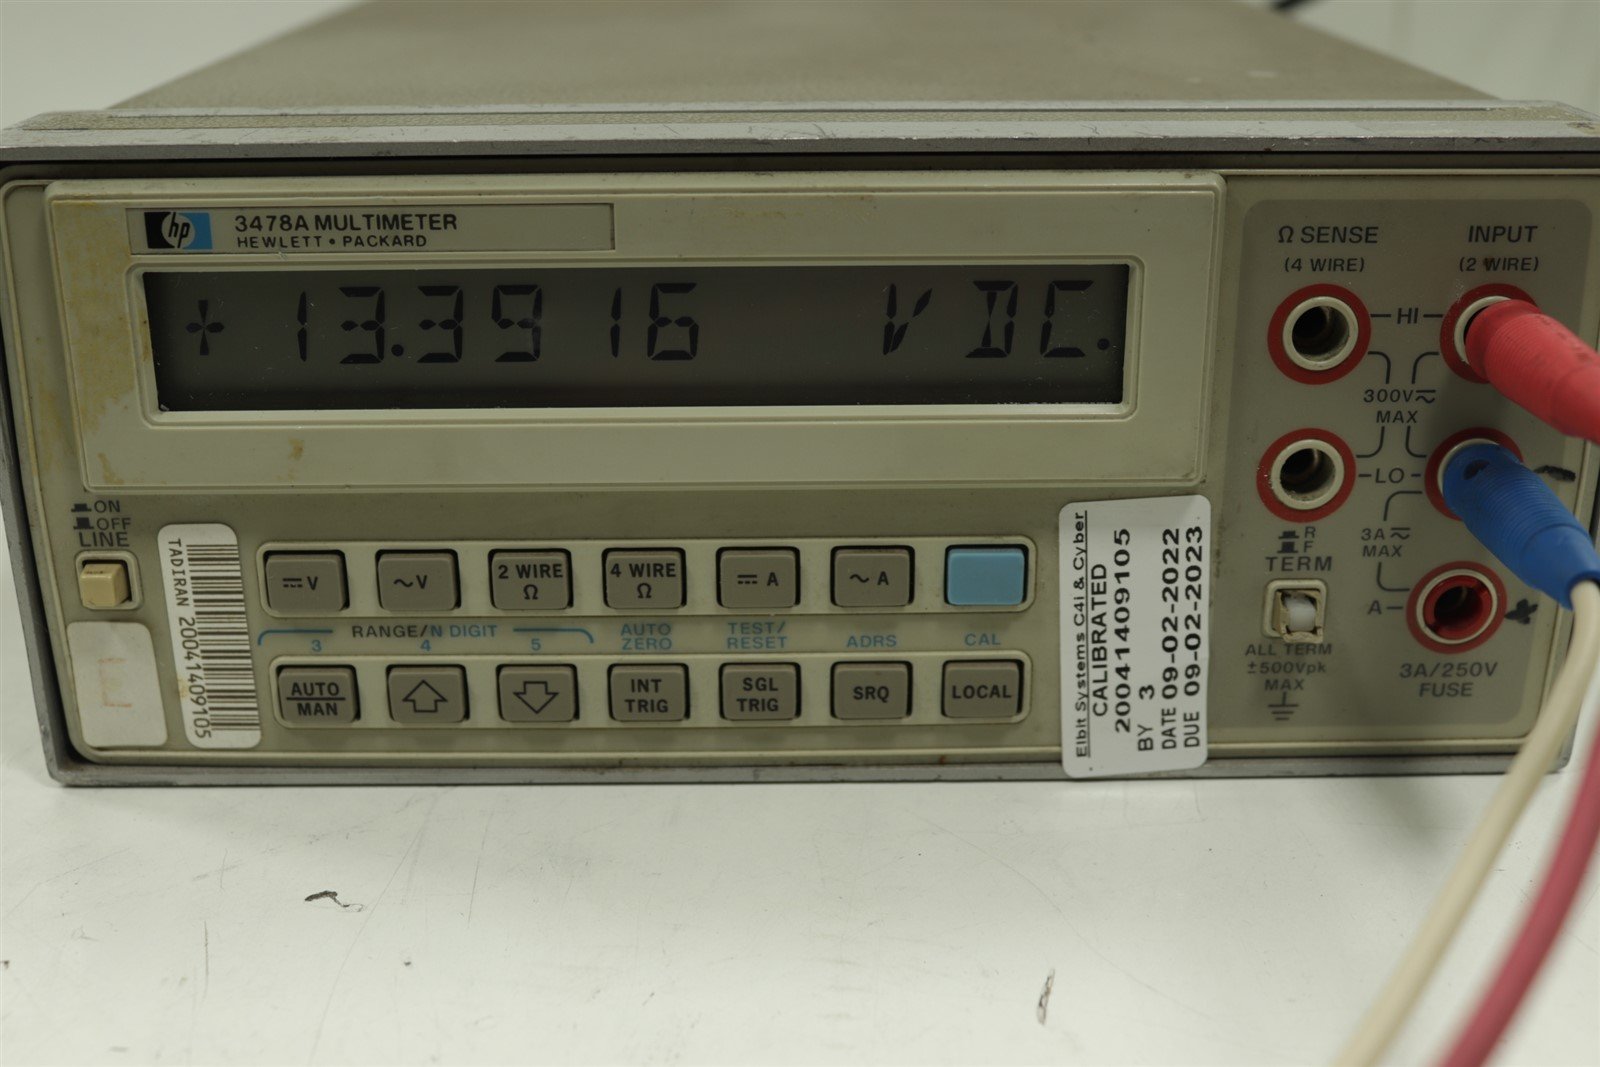 hp
3478A MULTIMETER
HEWLETT • PACKARD
+13.3916 VDC.
ON
OFF
LINE
TADIRAN 20041409105
E
⎓V
~V
2 WIRE
Ω
4 WIRE
Ω
⎓A
~A
RANGE/N DIGIT
3
4
5
AUTO
ZERO
TEST/
RESET
ADRS
CAL
AUTO
MAN
INT
TRIG
SGL
TRIG
SRQ
LOCAL
Elbit Systems C4I & Cyber
CALIBRATED
20041409105
BY 3
DATE 09-02-2022
DUE 09-02-2023
Ω SENSE
(4 WIRE)
INPUT
(2 WIRE)
HI
300V⎓~
MAX
LO
R
F
TERM
3A⎓~
MAX
A
ALL TERM
±500Vpk
MAX
3A/250V
FUSE